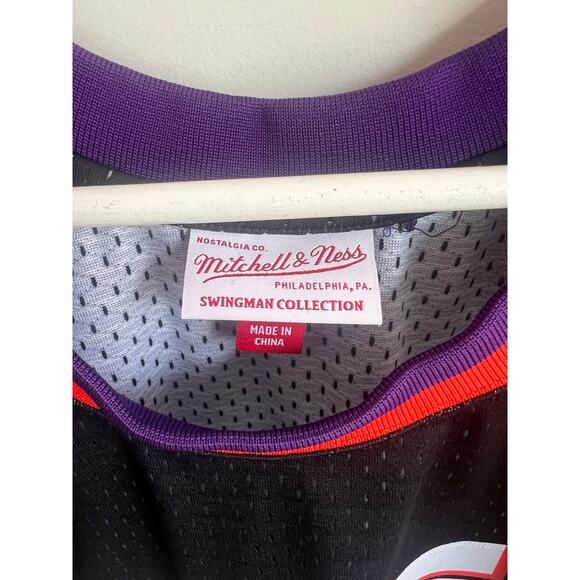 NOSTALGIA CO.
Mitchell & Ness
PHILADELPHIA, PA.
SWINGMAN COLLECTION
MADE IN
CHINA